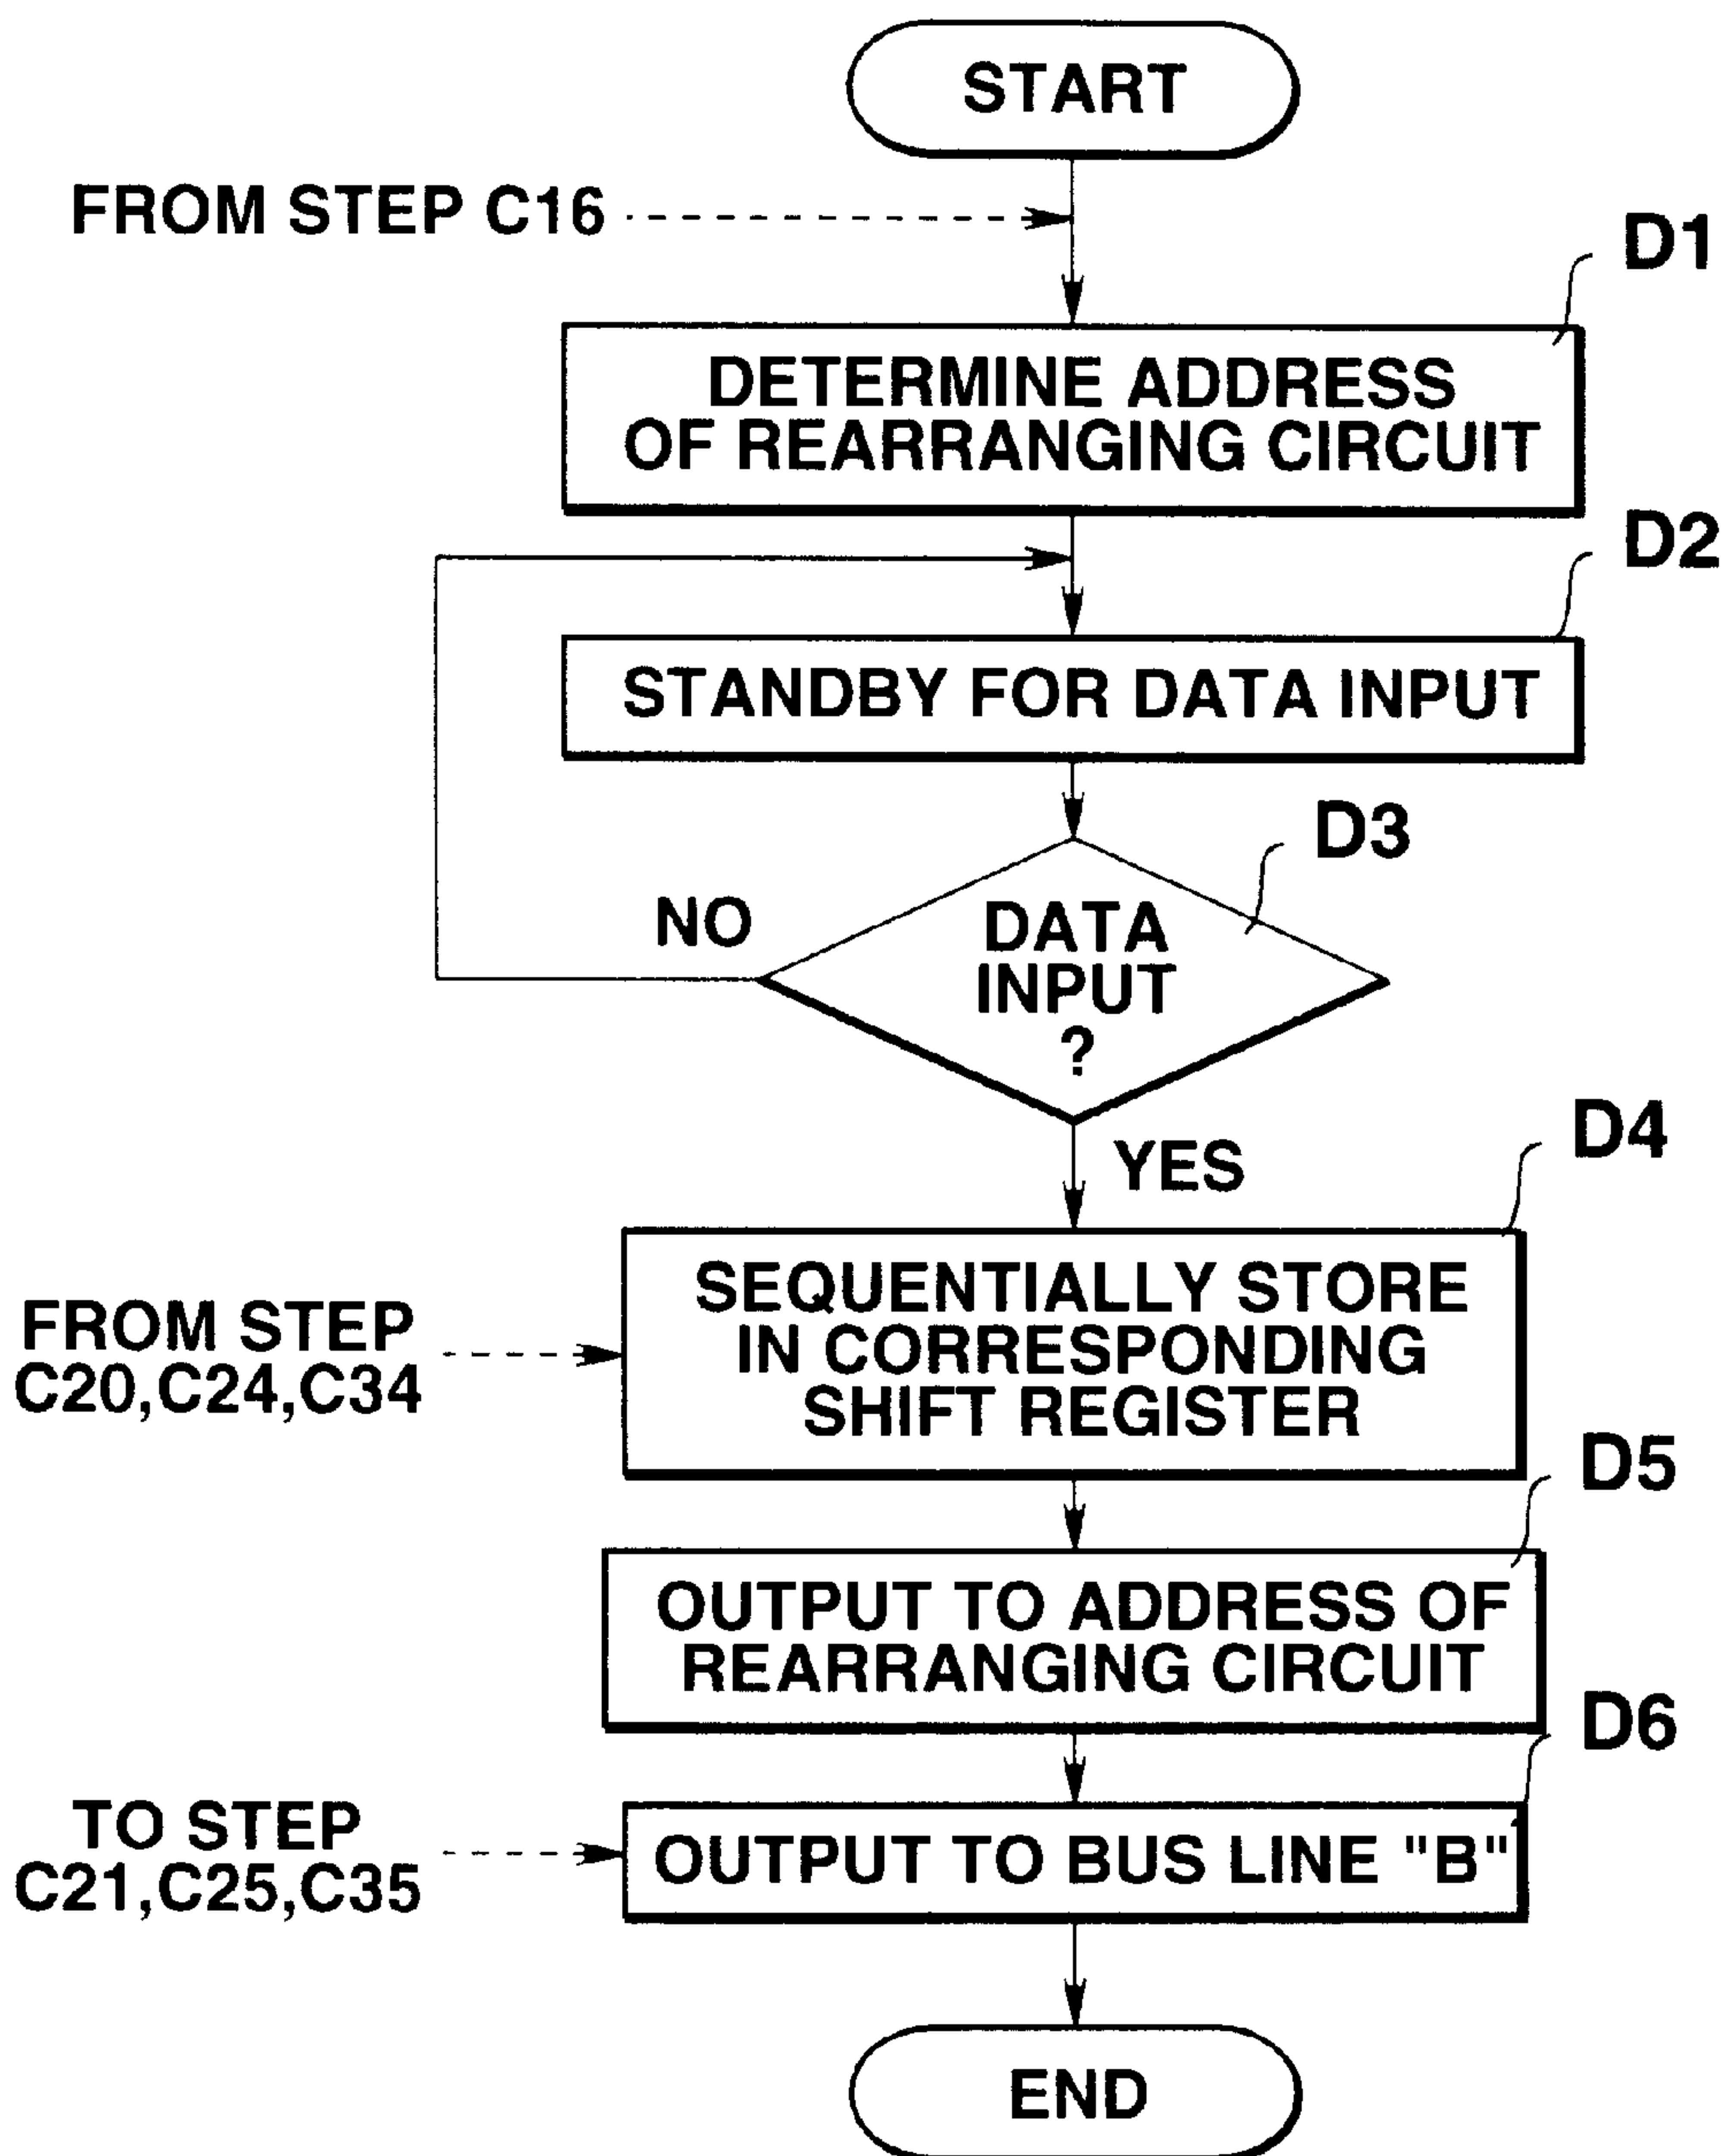 START
FROM STEP C16
D1
DETERMINE ADDRESS
OF REARRANGING CIRCUIT
D2
STANDBY FOR DATA INPUT
D3
NO
DATA
INPUT
?
YES
D4
SEQUENTIALLY STORE
IN CORRESPONDING
SHIFT REGISTER
FROM STEP
C20,C24,C34
D5
OUTPUT TO ADDRESS OF
REARRANGING CIRCUIT
D6
TO STEP
C21,C25,C35
OUTPUT TO BUS LINE "B"
END